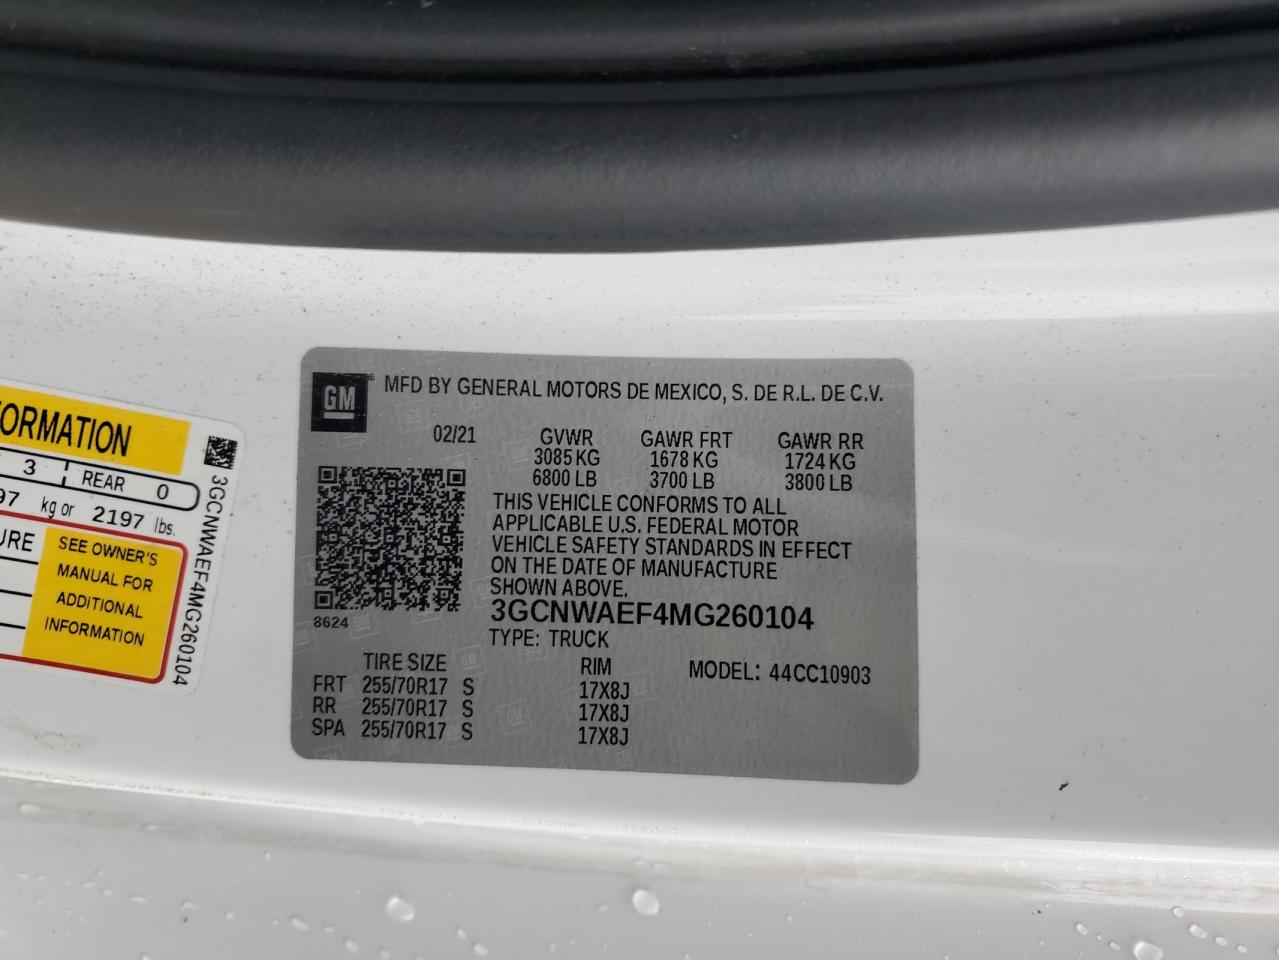 FORMATION
3 REAR 0
97 kg or 2197 lbs.
URE
SEE OWNER'S
MANUAL FOR
ADDITIONAL
INFORMATION
3GCNWAEF4MG260104
GM
MFD BY GENERAL MOTORS DE MEXICO, S. DE R.L. DE C.V.
02/21 GVWR GAWR FRT GAWR RR
3085 KG 1678 KG 1724 KG
6800 LB 3700 LB 3800 LB
THIS VEHICLE CONFORMS TO ALL
APPLICABLE U.S. FEDERAL MOTOR
VEHICLE SAFETY STANDARDS IN EFFECT
ON THE DATE OF MANUFACTURE
SHOWN ABOVE.
8624
3GCNWAEF4MG260104
TYPE: TRUCK
TIRE SIZE RIM MODEL: 44CC10903
FRT 255/70R17 S 17X8J
RR 255/70R17 S 17X8J
SPA 255/70R17 S 17X8J